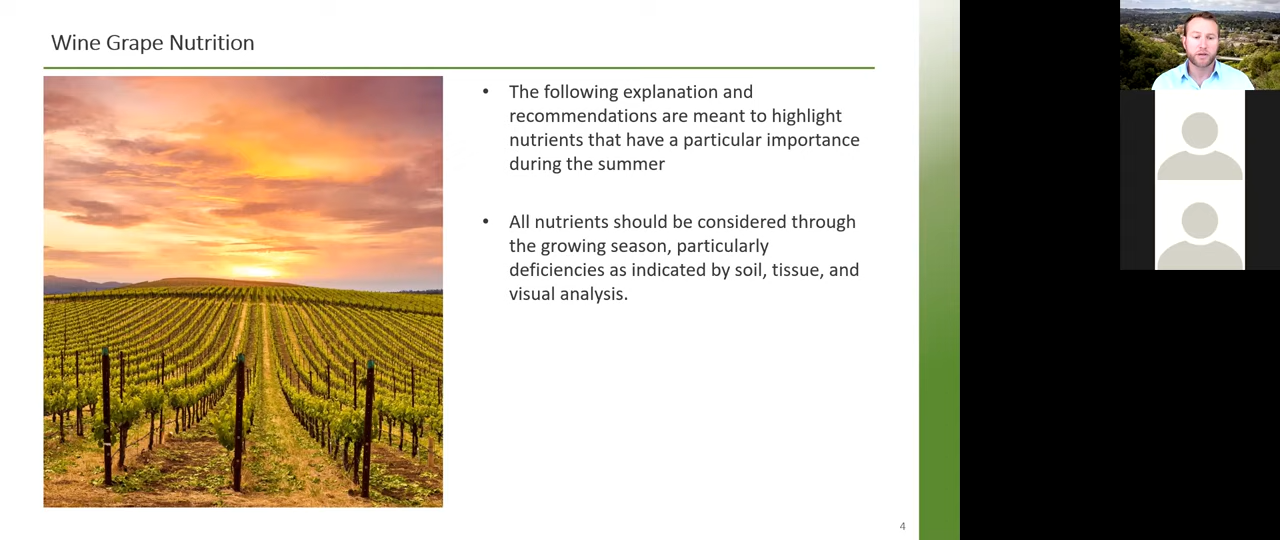 Wine Grape Nutrition
• The following explanation and
recommendations are meant to highlight
nutrients that have a particular importance
during the summer
• All nutrients should be considered through
the growing season, particularly
deficiencies as indicated by soil, tissue, and
visual analysis.
4